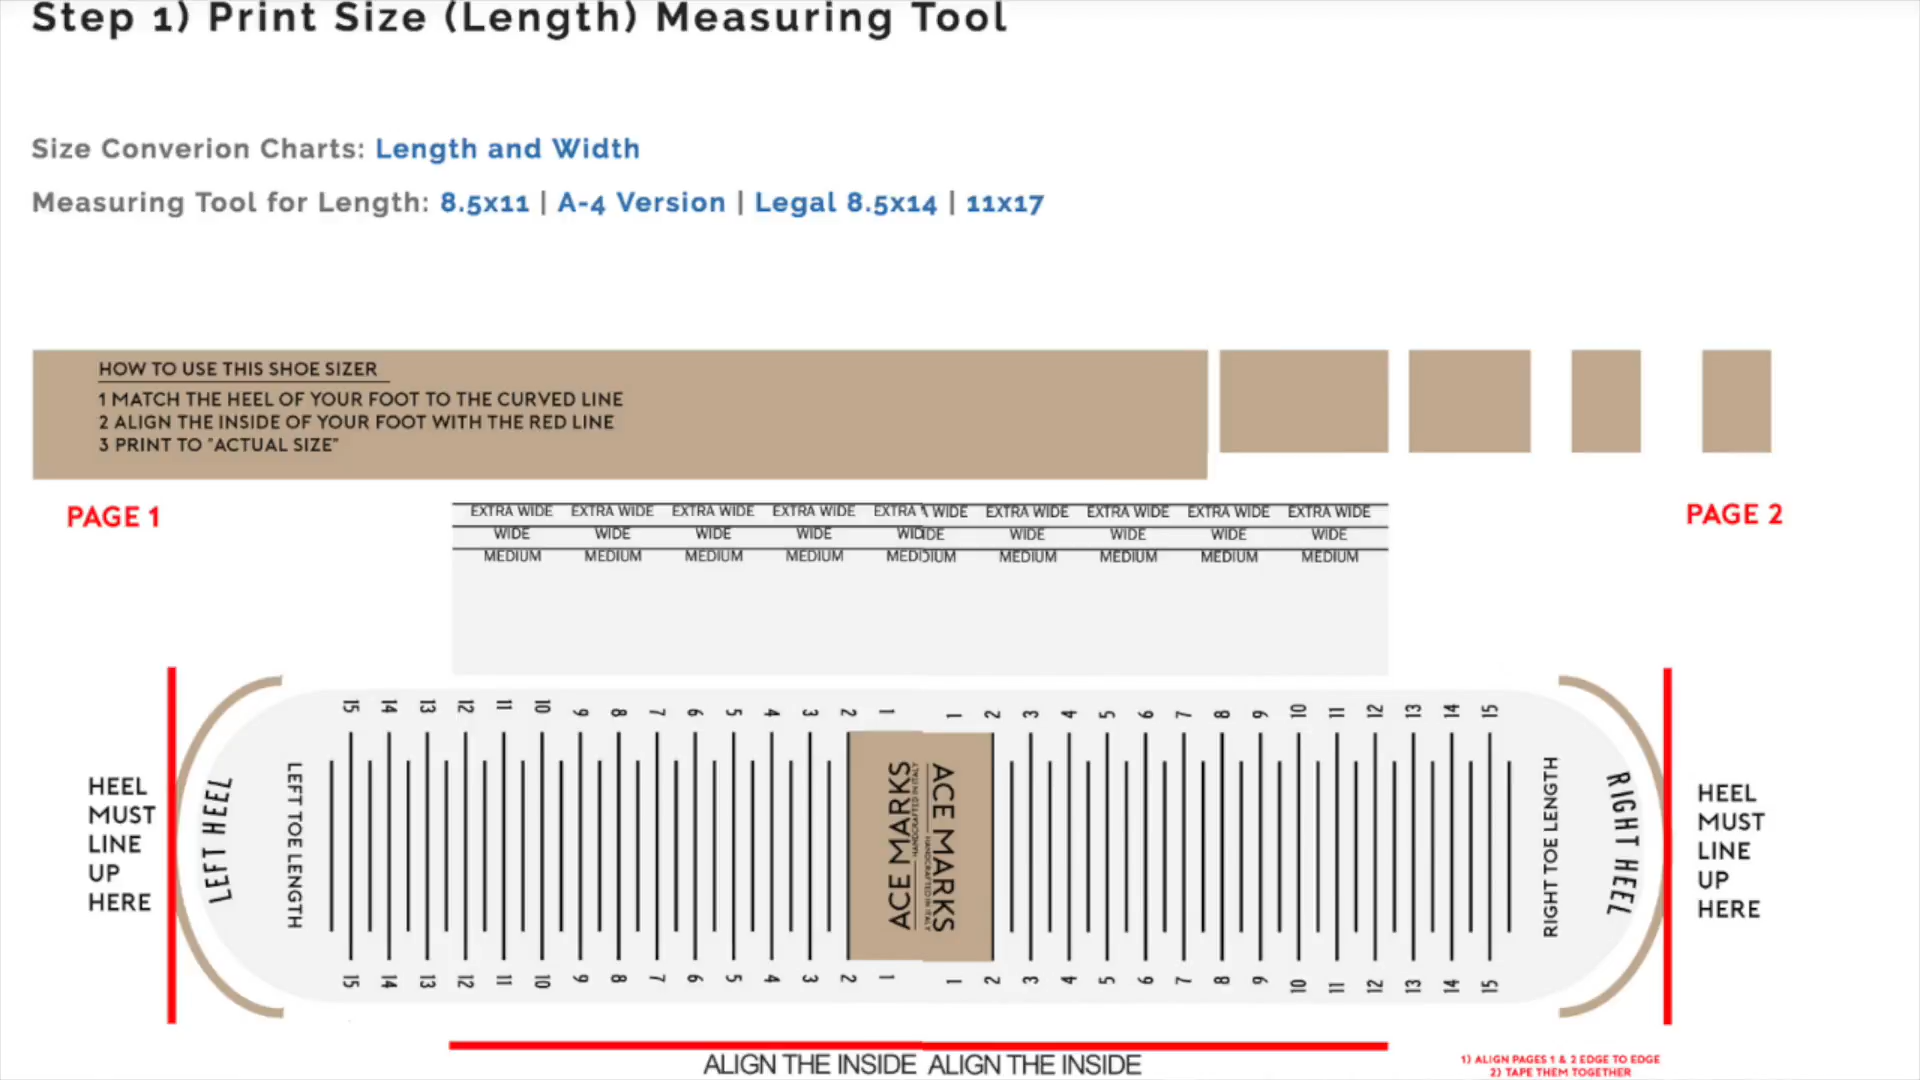 Step 1) Print Size (Length) Measuring Tool
Size Converion Charts: Length and Width
Measuring Tool for Length: 8.5x11 | A-4 Version | Legal 8.5x14 | 11x17
HOW TO USE THIS SHOE SIZER
1 MATCH THE HEEL OF YOUR FOOT TO THE CURVED LINE
2 ALIGN THE INSIDE OF YOUR FOOT WITH THE RED LINE
3 PRINT TO "ACTUAL SIZE"
PAGE 1
PAGE 2
EXTRA WIDE EXTRA WIDE EXTRA WIDE EXTRA WIDE EXTRA WIDE EXTRA WIDE EXTRA WIDE EXTRA WIDE EXTRA WIDE
WIDE WIDE WIDE WIDE WIDE WIDE WIDE WIDE
MEDIUM MEDIUM MEDIUM MEDIUM MEDIUM MEDIUM MEDIUM MEDIUM
15 14 13 12 11 10 9 8 7 6 5 4 3 2 1 1 2 3 4 5 6 7 8 9 10 11 12 13 14 15
HEEL
MUST
LINE
UP
HERE
LEFT HEEL
LEFT TOE LENGTH
ACE MARKS
HANDCRAFTED IN ITALY
ACE MARKS
HANDCRAFTED IN ITALY
RIGHT TOE LENGTH
RIGHT HEEL
HEEL
MUST
LINE
UP
HERE
15 14 13 12 11 10 9 8 7 6 5 4 3 2 1 1 2 3 4 5 6 7 8 9 10 11 12 13 14 15
ALIGN THE INSIDE ALIGN THE INSIDE
1) ALIGN PAGES 1 & 2 EDGE TO EDGE
2) TAPE THEM TOGETHER